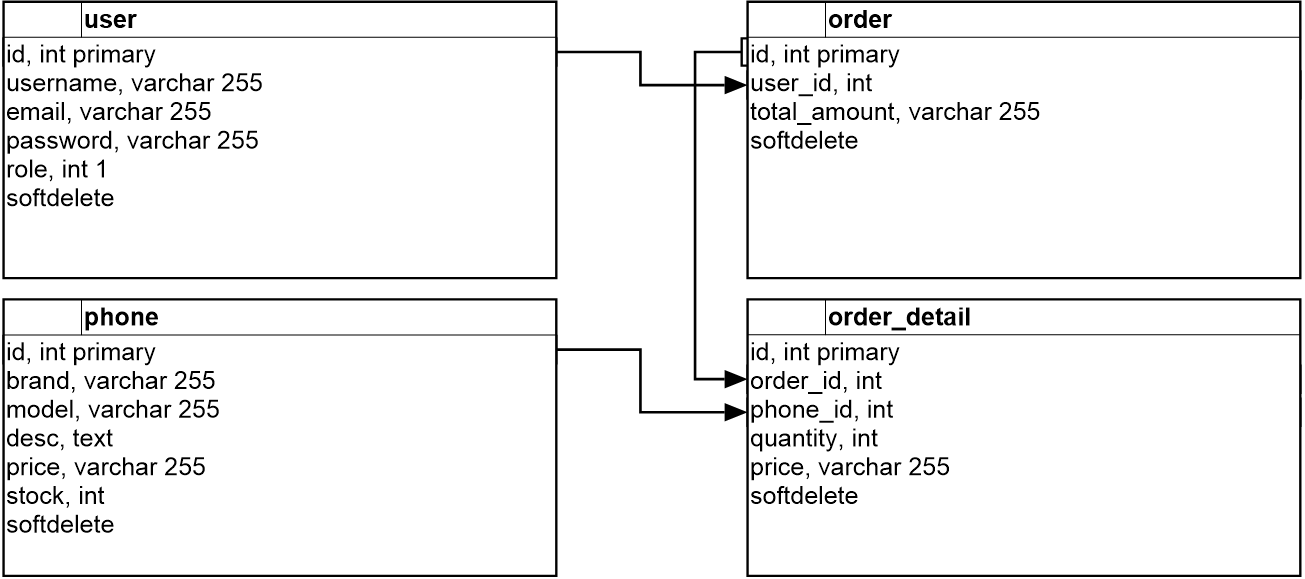 user
id, int primary
username, varchar 255
email, varchar 255
password, varchar 255
role, int 1
softdelete
order
id, int primary
user_id, int
total_amount, varchar 255
softdelete
phone
id, int primary
brand, varchar 255
model, varchar 255
desc, text
price, varchar 255
stock, int
softdelete
order_detail
id, int primary
order_id, int
phone_id, int
quantity, int
price, varchar 255
softdelete